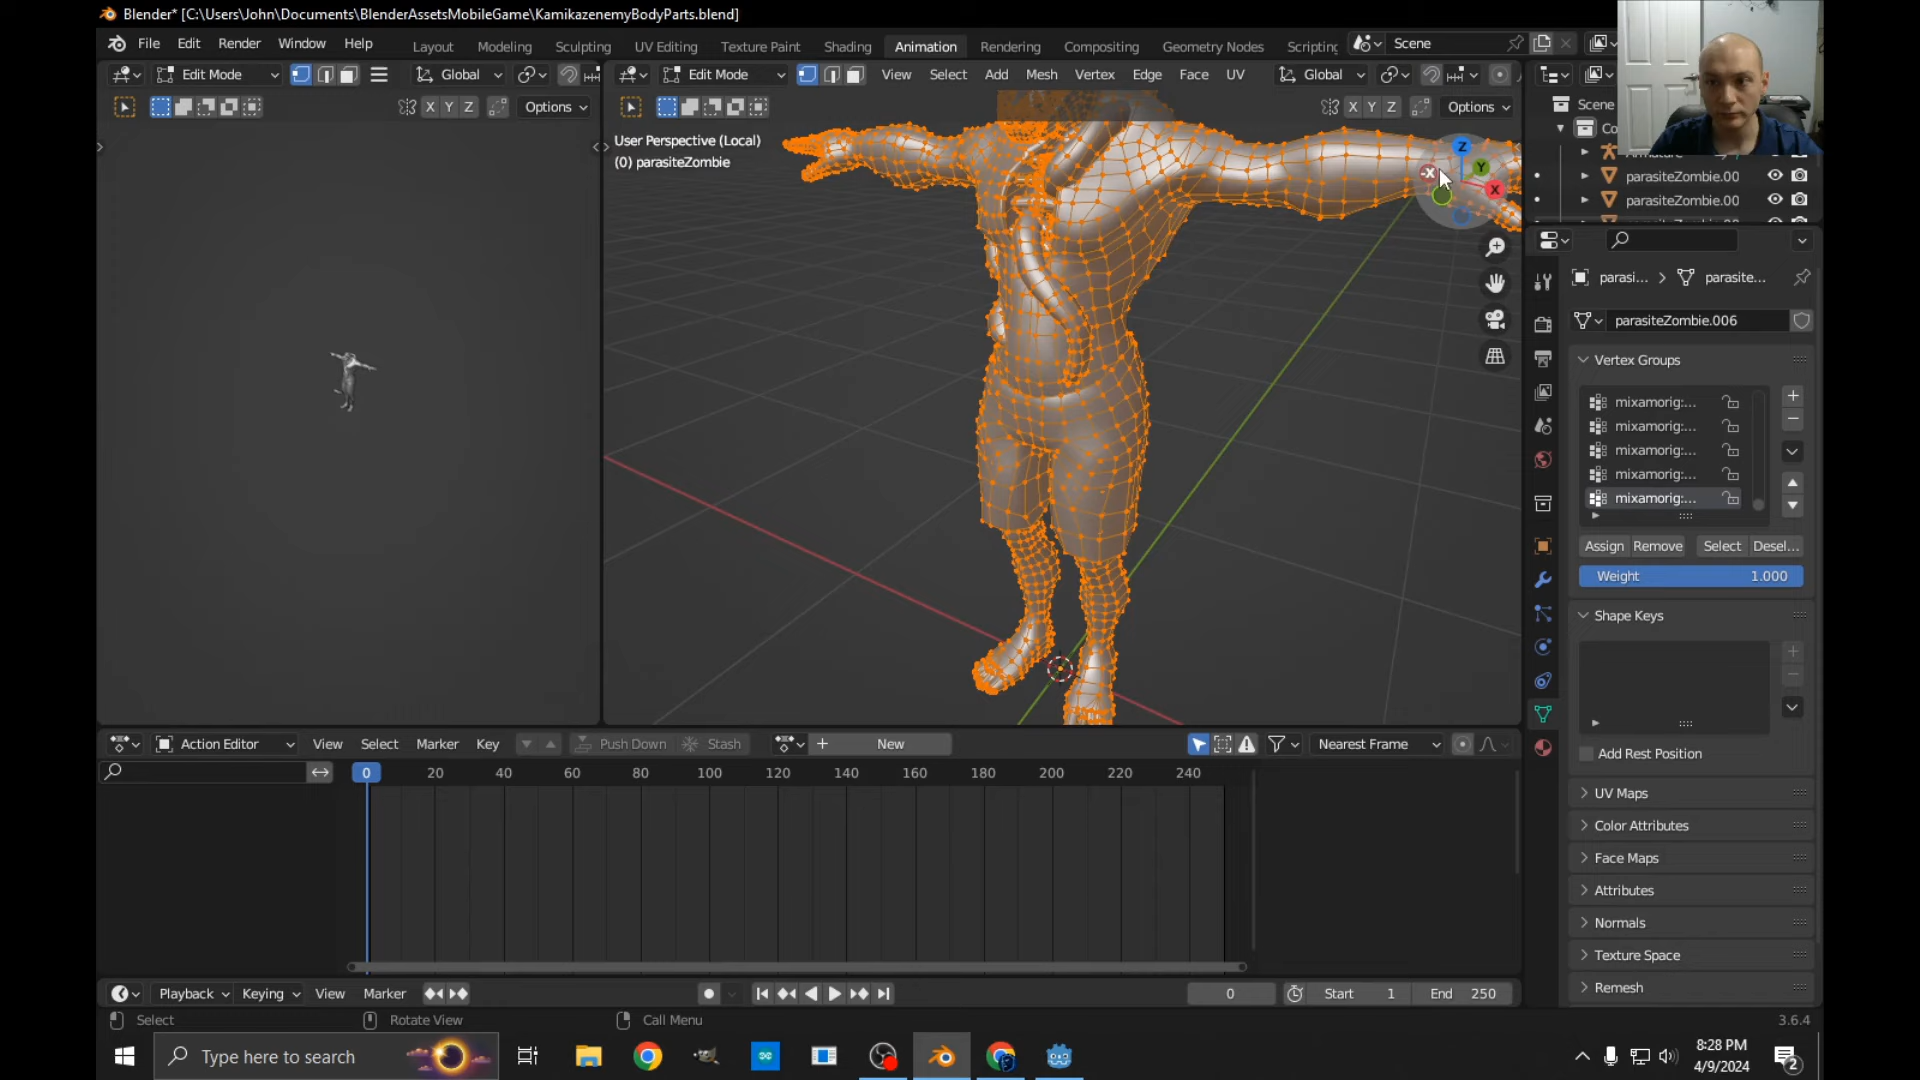 Blender* [C:\Users\John\Documents\BlenderAssetsMobileGame\KamikazenemyBodyParts.blend]
File Edit Render Window Help Layout Modeling Sculpting UV Editing Texture Paint Shading Animation Rendering Compositing Geometry Nodes Scripting Scene
Edit Mode Global Edit Mode View Select Add Mesh Vertex Edge Face UV Global
X Y Z Options X Y Z Options Scene
User Perspective (Local) Co
(0) parasiteZombie
Z
Y
-X
X
parasiteZombie.00
parasiteZombie.00
parasi... > parasite...
parasiteZombie.006
Vertex Groups
mixamorig:...
mixamorig:...
mixamorig:...
mixamorig:...
mixamorig:...
Assign Remove Select Desel...
Weight 1.000
Shape Keys
Add Rest Position
UV Maps
Color Attributes
Face Maps
Attributes
Normals
Texture Space
Remesh
Action Editor View Select Marker Key Push Down Stash New Nearest Frame
0 20 40 60 80 100 120 140 160 180 200 220 240
Playback Keying View Marker 0 Start 1 End 250
Select Rotate View Call Menu 3.6.4
Type here to search
8:28 PM
4/9/2024
2